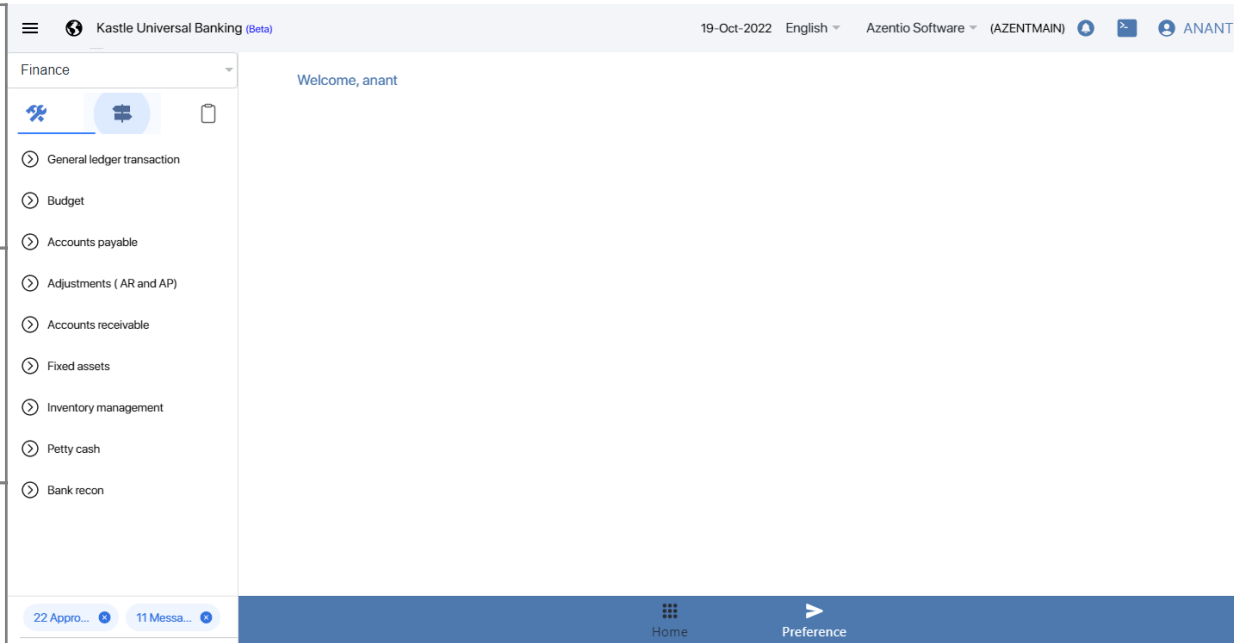 Kastle Universal Banking (Beta)
19-Oct-2022 English Azentio Software (AZENTMAIN) ANANT
Finance
Welcome, anant
General ledger transaction
Budget
Accounts payable
Adjustments ( AR and AP)
Accounts receivable
Fixed assets
Inventory management
Petty cash
Bank recon
22 Appro... 11 Messa...
Home Preference